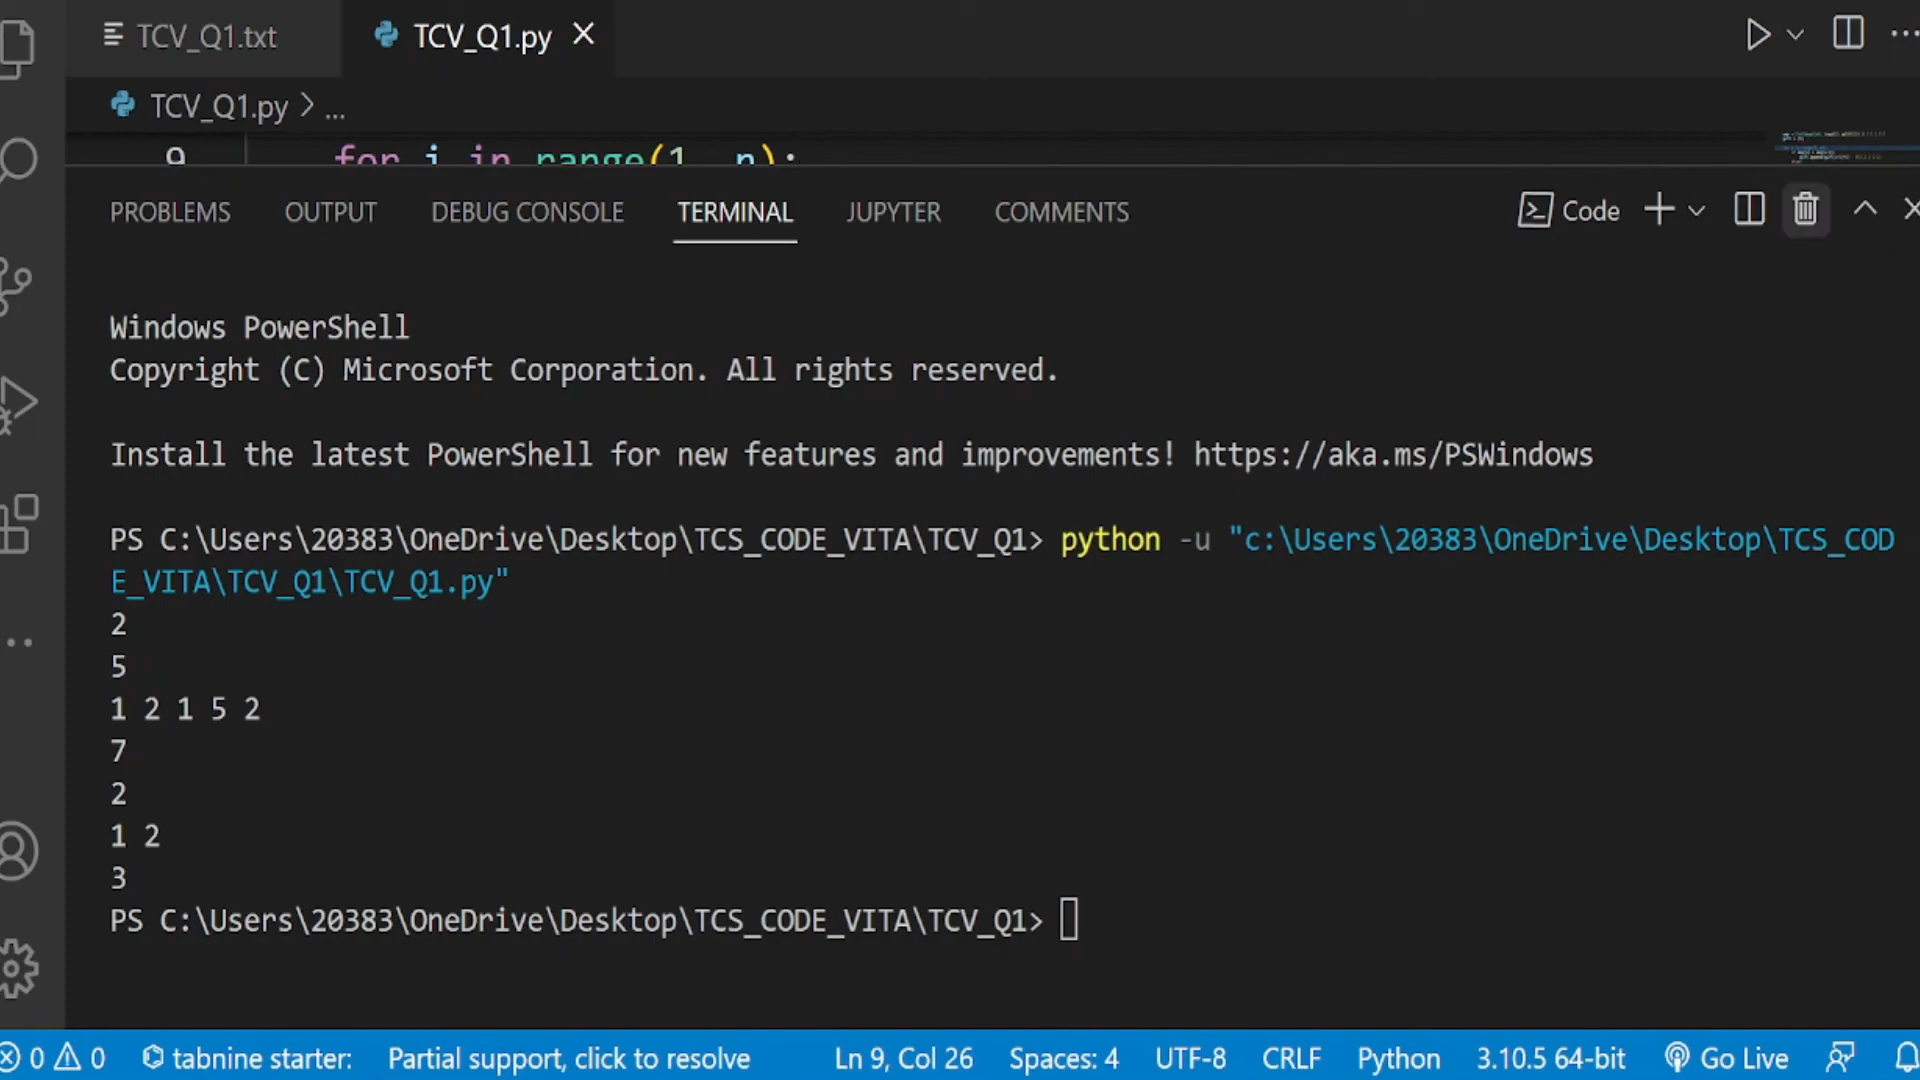 TCV_Q1.txt TCV_Q1.py
TCV_Q1.py > ...
9 for i in range(1, n):
PROBLEMS OUTPUT DEBUG CONSOLE TERMINAL JUPYTER COMMENTS Code
Windows PowerShell
Copyright (C) Microsoft Corporation. All rights reserved.
Install the latest PowerShell for new features and improvements! https://aka.ms/PSWindows
PS C:\Users\20383\OneDrive\Desktop\TCS_CODE_VITA\TCV_Q1> python -u "c:\Users\20383\OneDrive\Desktop\TCS_COD
E_VITA\TCV_Q1\TCV_Q1.py"
2
5
1 2 1 5 2
7
2
1 2
3
PS C:\Users\20383\OneDrive\Desktop\TCS_CODE_VITA\TCV_Q1>
0 0 tabnine starter: Partial support, click to resolve Ln 9, Col 26 Spaces: 4 UTF-8 CRLF Python 3.10.5 64-bit Go Live